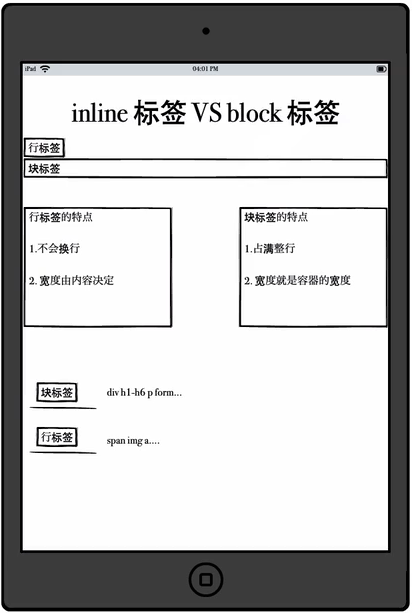 iPad 04:01 PM
inline 标签 VS block 标签
行标签
块标签
行标签的特点
1.不会换行
2. 宽度由内容决定
块标签的特点
1.占满整行
2. 宽度就是容器的宽度
块标签 div h1-h6 p form...
行标签 span img a....